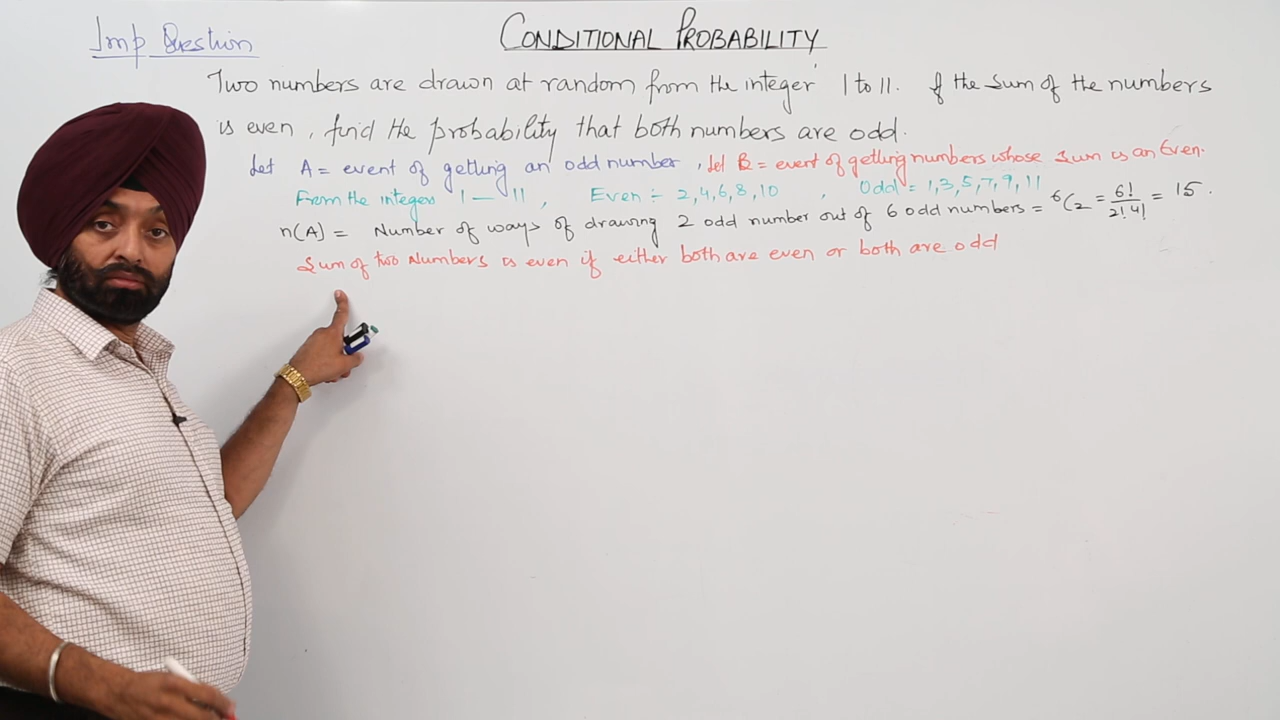 Imp Question
CONDITIONAL PROBABILITY
Two numbers are drawn at random from the integer 1 to 11. If the sum of the numbers
is even, find the probability that both numbers are odd.
Let A = event of getting an odd number, Let B = event of getting numbers whose sum is an Even.
From the integers 1 — 11, Even ÷ 2,4,6,8,10, Odd = 1,3,5,7,9,11
n(A) = Number of ways of drawing 2 odd number out of 6 odd numbers = ⁶C₂ = 6!/2!4! = 15.
Sum of two Numbers is even if either both are even or both are odd